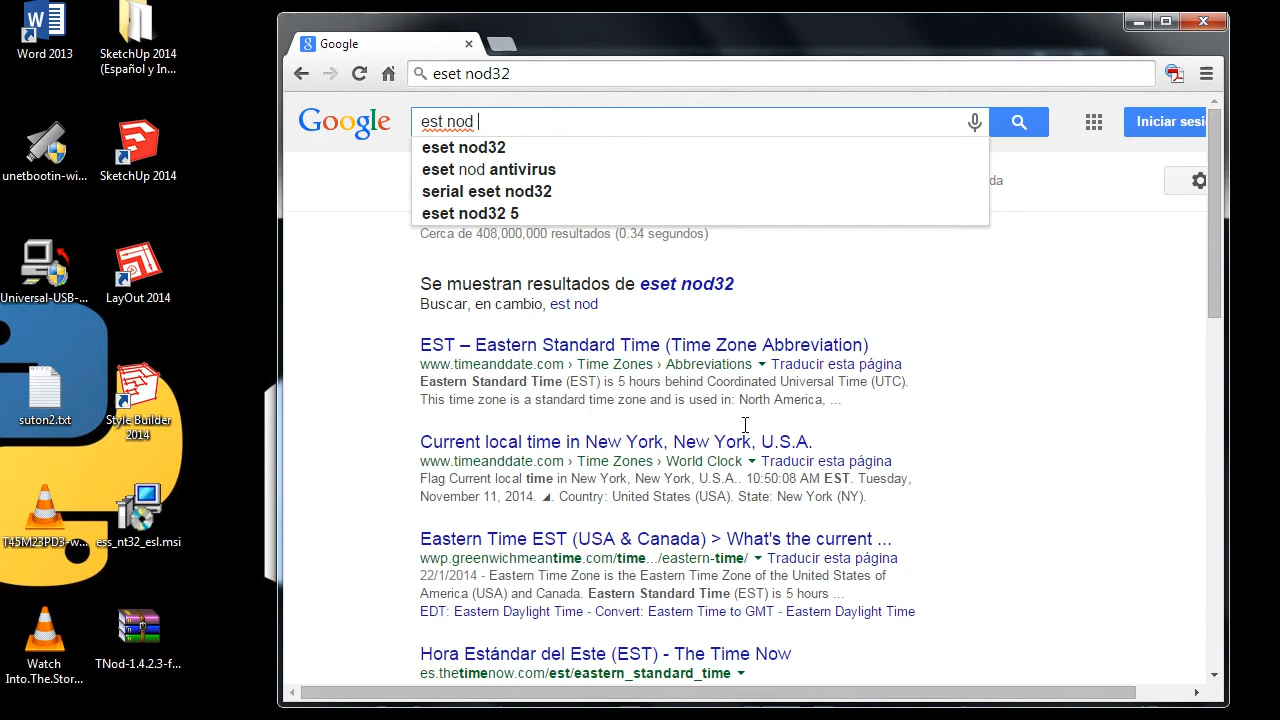 Word 2013
SketchUp 2014
(Español y In...
unetbootin-wi...
SketchUp 2014
Universal-USB-...
LayOut 2014
suton2.txt
Style Builder
2014
T45M23PD3-w...
ess_nt32_esl.msi
Watch
Into.The.Stor...
TNod-1.4.2.3-f...
Google
eset nod32
Google
est nod
Iniciar sesi
eset nod32
eset nod antivirus
serial eset nod32
eset nod32 5
da
Cerca de 408,000,000 resultados (0.34 segundos)
Se muestran resultados de eset nod32
Buscar, en cambio, est nod
EST – Eastern Standard Time (Time Zone Abbreviation)
www.timeanddate.com › Time Zones › Abbreviations Traducir esta página
Eastern Standard Time (EST) is 5 hours behind Coordinated Universal Time (UTC).
This time zone is a standard time zone and is used in: North America, ...
Current local time in New York, New York, U.S.A.
www.timeanddate.com › Time Zones › World Clock Traducir esta página
Flag Current local time in New York, New York, U.S.A.. 10:50:08 AM EST. Tuesday,
November 11, 2014. ◢. Country: United States (USA). State: New York (NY).
Eastern Time EST (USA & Canada) > What's the current ...
wwp.greenwichmeantime.com/time.../eastern-time/ Traducir esta página
22/1/2014 - Eastern Time Zone is the Eastern Time Zone of the United States of
America (USA) and Canada. Eastern Standard Time (EST) is 5 hours ...
EDT: Eastern Daylight Time - Convert: Eastern Time to GMT - Eastern Daylight Time
Hora Estándar del Este (EST) - The Time Now
es.thetimenow.com/est/eastern_standard_time